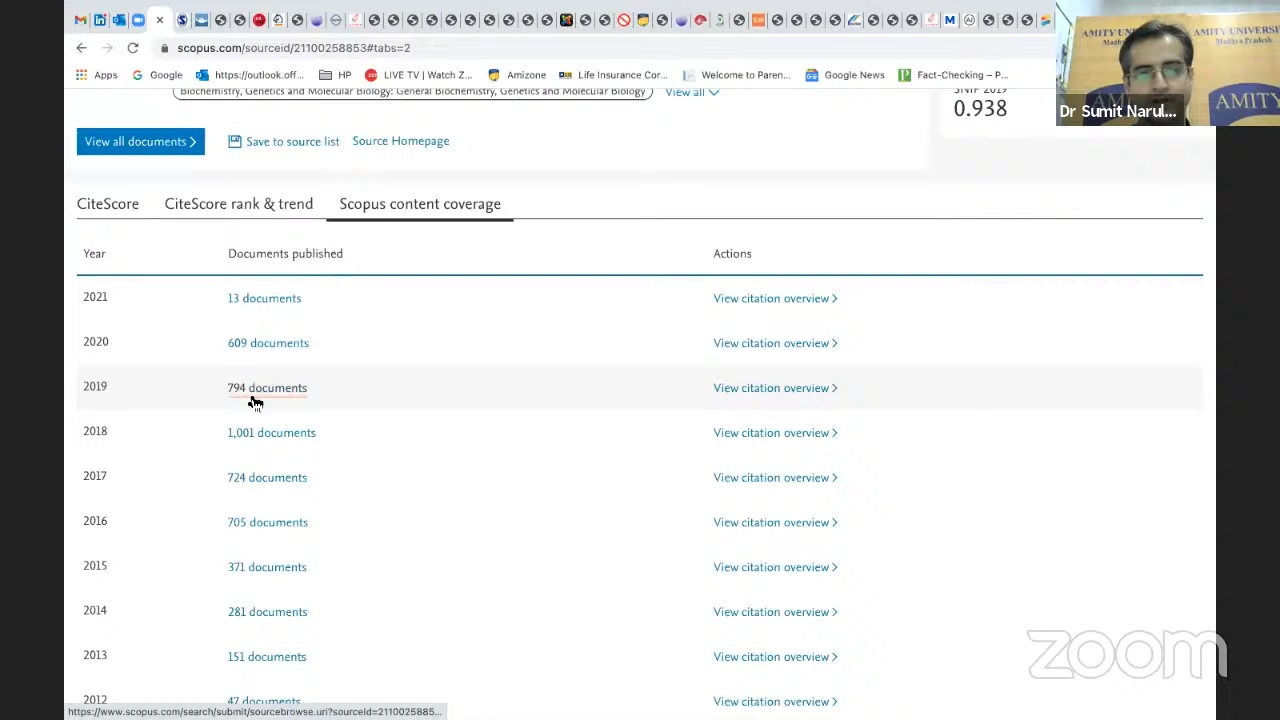 scopus.com/sourceid/21100258853#tabs=2
Apps Google https://outlook.off... HP LIVE TV | Watch Z... Amizone Life Insurance Cor... Welcome to Paren... Google News Fact-Checking – P...
Biochemistry, Genetics and Molecular Biology: General Biochemistry, Genetics and Molecular Biology View all
SNIP 2019
0.938
AMITY UNIVERSITY
Madhya Pradesh
AMITY
Dr Sumit Narul...
View all documents > Save to source list Source Homepage
CiteScore CiteScore rank & trend Scopus content coverage
Year Documents published Actions
2021 13 documents View citation overview >
2020 609 documents View citation overview >
2019 794 documents View citation overview >
2018 1,001 documents View citation overview >
2017 724 documents View citation overview >
2016 705 documents View citation overview >
2015 371 documents View citation overview >
2014 281 documents View citation overview >
2013 151 documents View citation overview >
2012 47 documents View citation overview >
zoom
https://www.scopus.com/search/submit/sourcebrowse.uri?sourceId=2110025885...